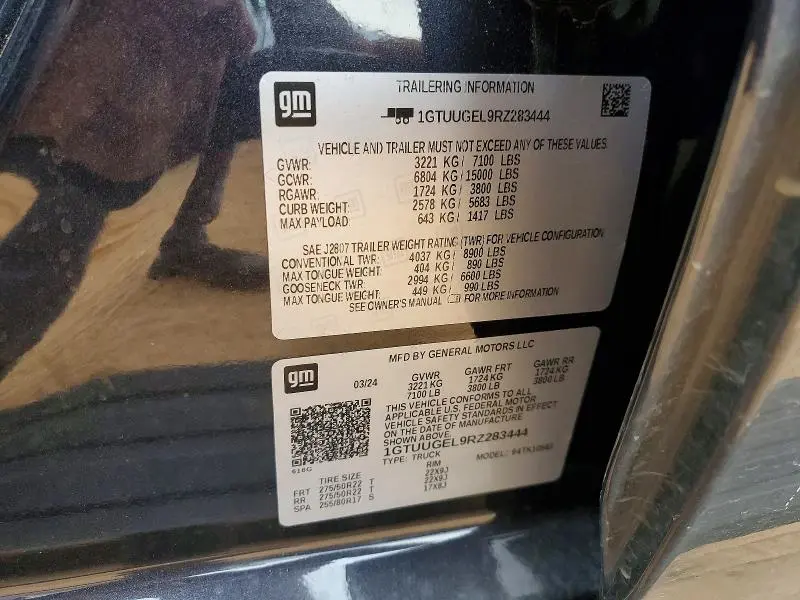 gm
TRAILERING INFORMATION
1GTUUGEL9RZ283444
VEHICLE AND TRAILER MUST NOT EXCEED ANY OF THESE VALUES.
GVWR: 3221 KG / 7100 LBS
GCWR: 6804 KG / 15000 LBS
RGAWR: 1724 KG / 3800 LBS
CURB WEIGHT: 2578 KG / 5683 LBS
MAX PAYLOAD: 643 KG / 1417 LBS
SAE J2807 TRAILER WEIGHT RATING (TWR) FOR VEHICLE CONFIGURATION
CONVENTIONAL TWR: 4037 KG / 8900 LBS
MAX TONGUE WEIGHT: 404 KG / 890 LBS
GOOSENECK TWR: 2994 KG / 6600 LBS
MAX TONGUE WEIGHT: 449 KG / 990 LBS
SEE OWNER'S MANUAL FOR MORE INFORMATION
gm
MFD BY GENERAL MOTORS LLC
03/24 GVWR GAWR FRT GAWR RR
3221 KG 1724 KG 1724 KG
7100 LB 3800 LB 3800 LB
THIS VEHICLE CONFORMS TO ALL
APPLICABLE U.S. FEDERAL MOTOR
VEHICLE SAFETY STANDARDS IN EFFECT
ON THE DATE OF MANUFACTURE
SHOWN ABOVE.
1GTUUGEL9RZ283444
TYPE: TRUCK MODEL:
618G
TIRE SIZE RIM
FRT 275/50R22 T 22X9J
RR 275/50R22 T 22X9J
SPA 255/80R17 S 17X8J